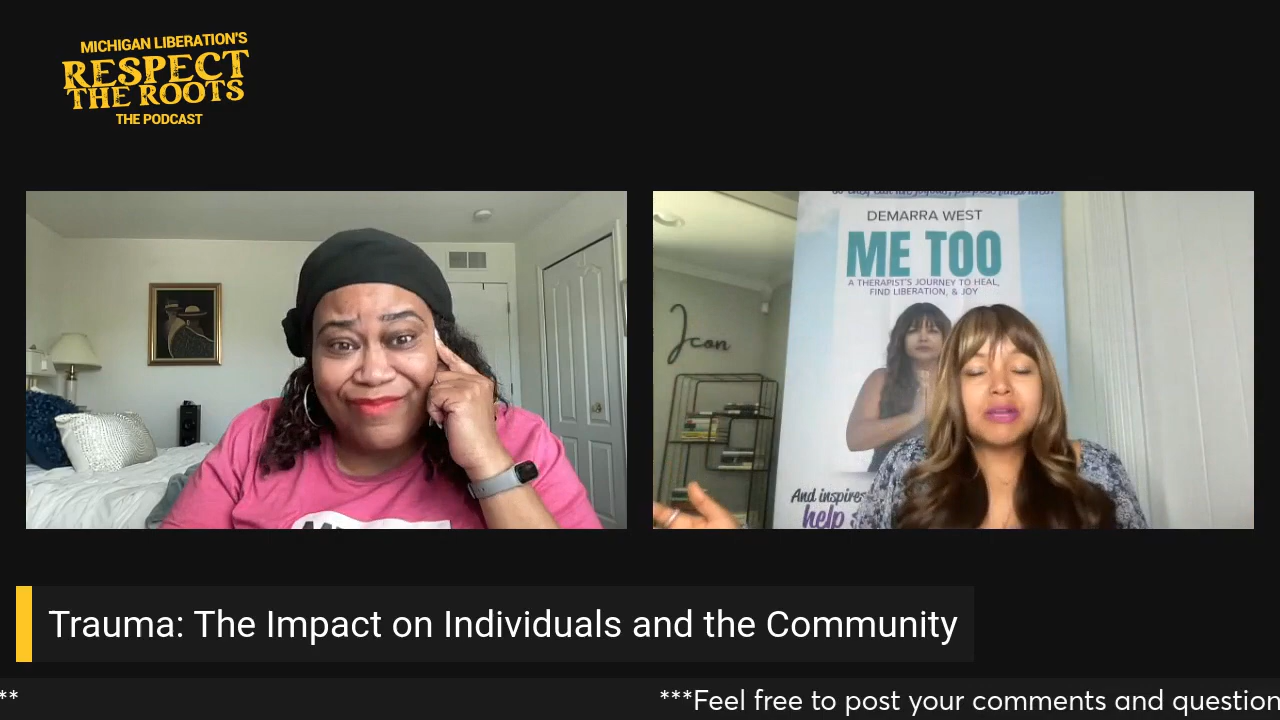 MICHIGAN LIBERATION'S
RESPECT
THE ROOTS
THE PODCAST
DEMARRA WEST
ME TOO
A THERAPIST'S JOURNEY TO HEAL,
FIND LIBERATION, & JOY
Icon
And inspires
help
Trauma: The Impact on Individuals and the Community
** ***Feel free to post your comments and question